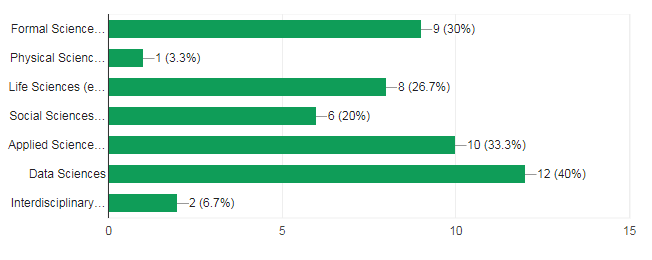 Formal Science…
9 (30%)
Physical Scienc…
1 (3.3%)
Life Sciences (e…
8 (26.7%)
Social Sciences…
6 (20%)
Applied Science…
10 (33.3%)
Data Sciences
12 (40%)
Interdisciplinary…
2 (6.7%)
0 5 10 15